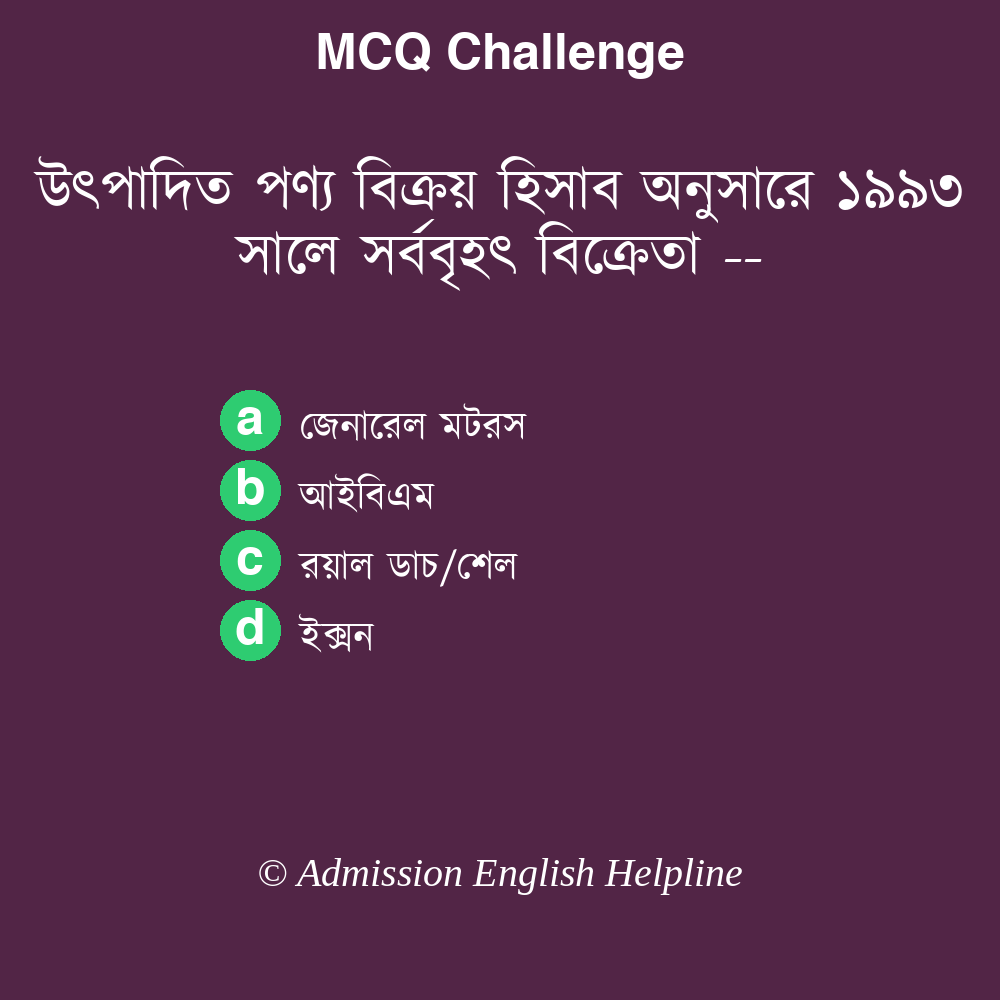 MCQ Challenge
উৎপাদিত পণ্য বিক্রয় হিসাব অনুসারে ১৯৯৩
সালে সর্ববৃহৎ বিক্রেতা --
a জেনারেল মটরস
b আইবিএম
c রয়াল ডাচ/শেল
d ইক্সন
© Admission English Helpline